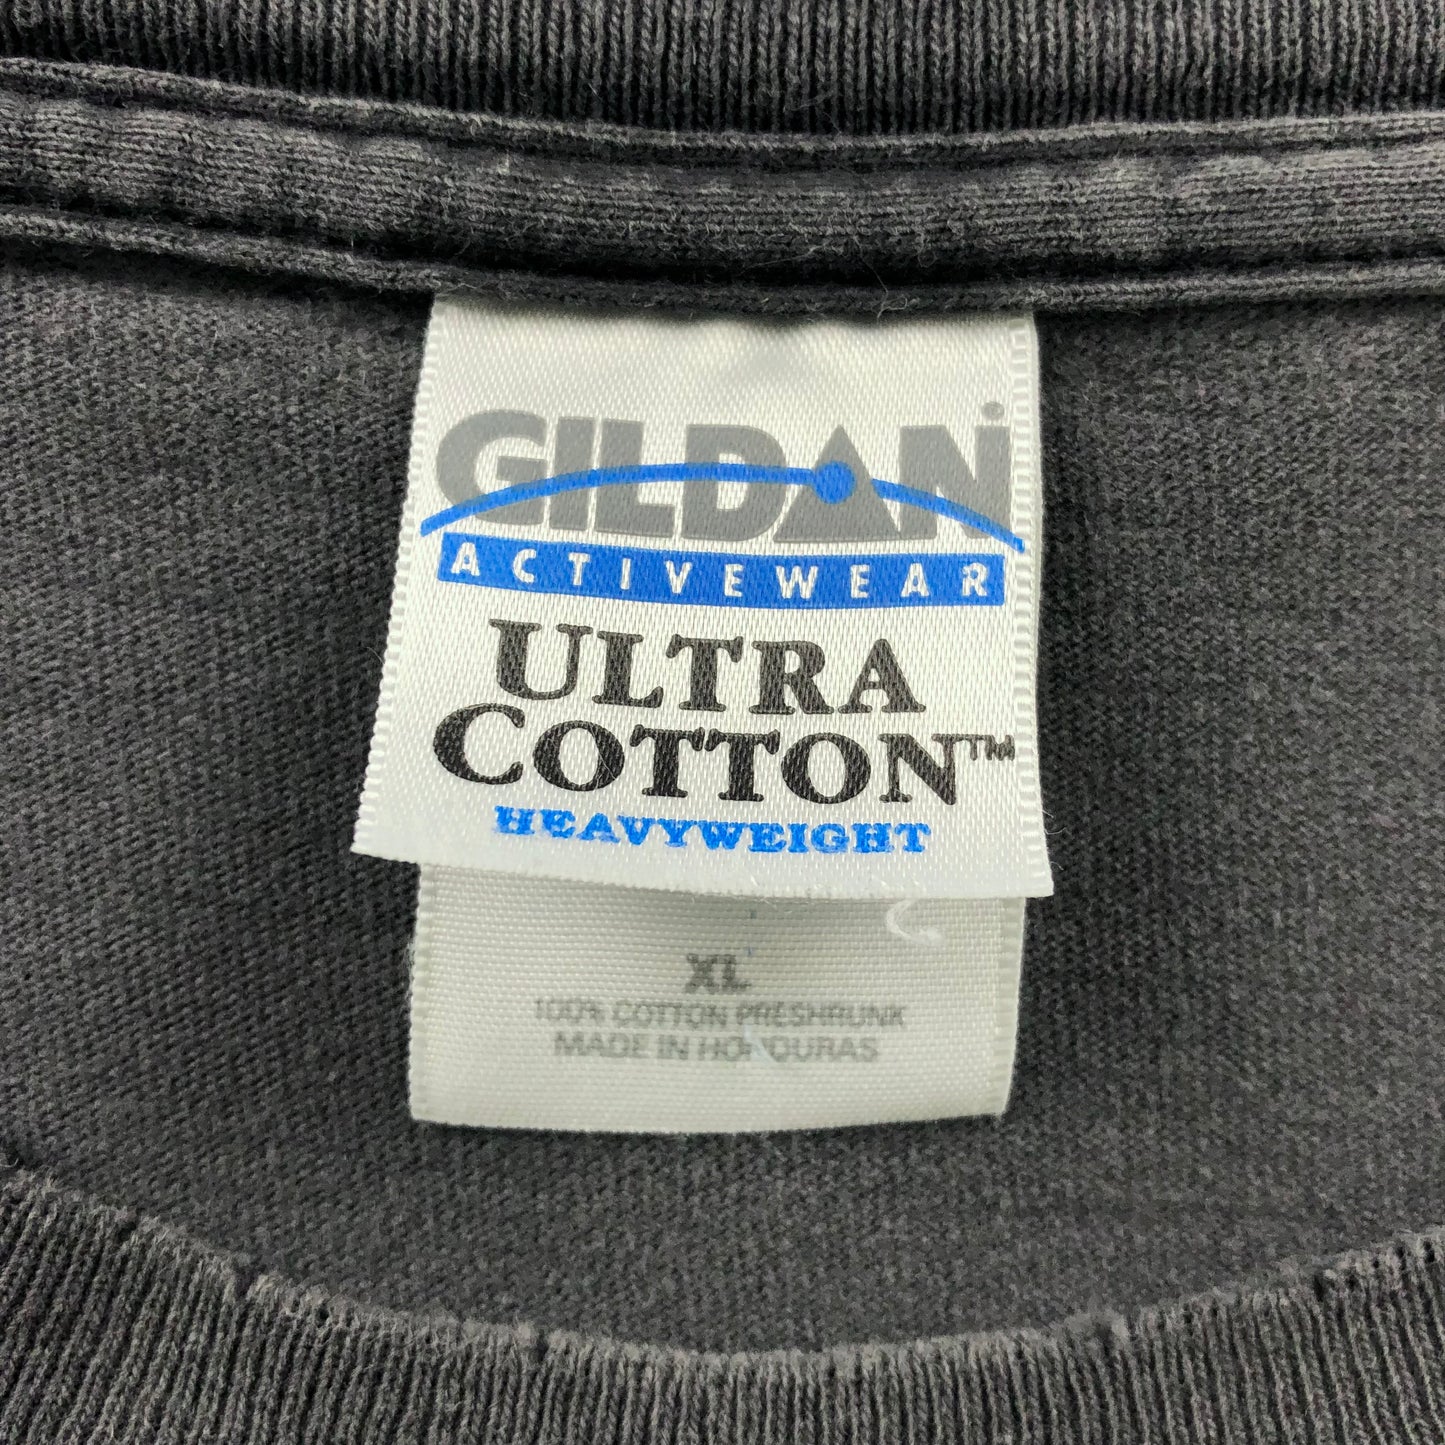 GILDAN
ACTIVEWEAR
ULTRA
COTTON™
HEAVYWEIGHT
XL
100% COTTON PRESHRUNK
MADE IN HONDURAS